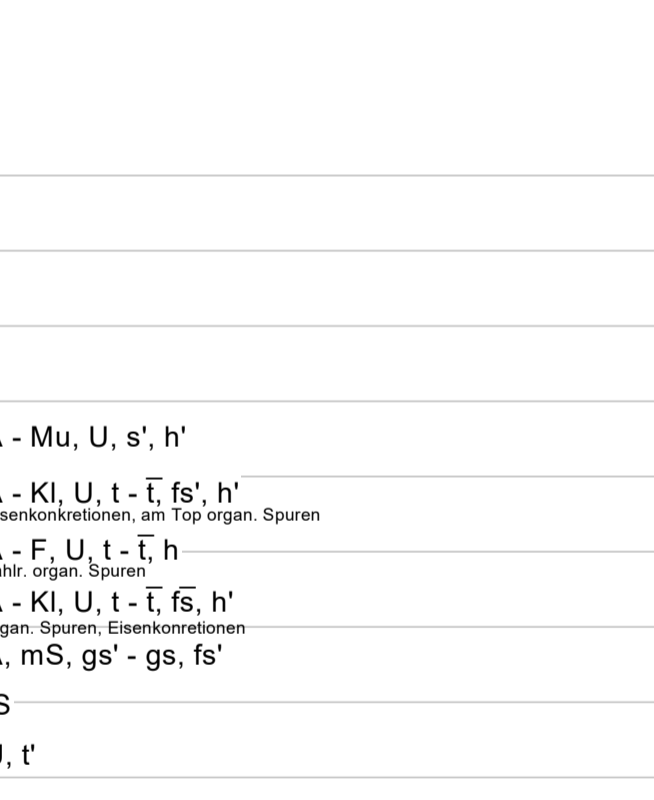 - Mu, U, s', h'
- Kl, U, t - t̅, fs', h'
senkonkretionen, am Top organ. Spuren
- F, U, t - t̅, h
hlr. organ. Spuren
- Kl, U, t - t̅, fs̅, h'
gan. Spuren, Eisenkonretionen
, mS, gs' - gs, fs'
S
, t'